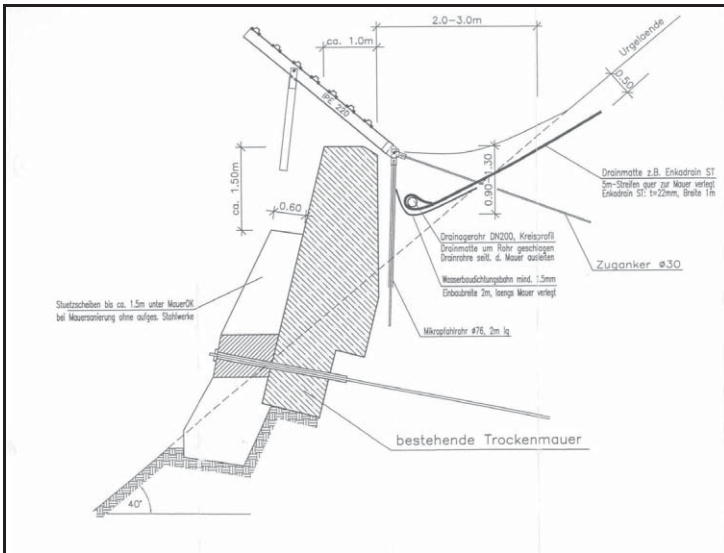 2.0-3.0m
ca. 1.0m
Urgelaende
0.50
IPE 220
ca. 1.50m
0.60
0.90-1.30
Drainmatte z.B. Enkadrain ST
5m-Streifen quer zur Mauer verlegt
Enkadrain ST: t=22mm, Breite 1m
Drainagerohr DN200, Kreisprofil
Drainmatte um Rohr geschlagen
Drainrohre seitl. d. Mauer ausleiten
Zuganker ø30
Wasserbaudichtungsbahn mind. 1.5mm
Einbaubreite 2m, laengs Mauer verlegt
Stuetzscheiben bis ca. 1.5m unter MauerOK
bei Mauersanierung ohne aufges. Stahlwerke
Mikropfahlrohr ø76, 2m lg
bestehende Trockenmauer
40°